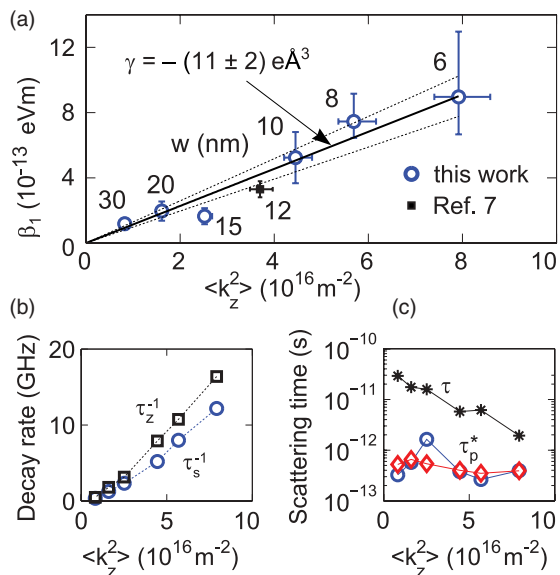 (a)
β₁ (10⁻¹³ eVm)
12
8
4
0
γ = − (11 ± 2) eÅ³
6
8
10
w (nm)
30
20
15
12
this work
Ref. 7
0 2 4 6 8 10
<k_z²> (10¹⁶ m⁻²)
(b)
Decay rate (GHz)
20
10
0
τ_z⁻¹
τ_s⁻¹
0 5 10
<k_z²> (10¹⁶ m⁻²)
(c)
Scattering time (s)
10⁻¹⁰
10⁻¹¹
10⁻¹²
10⁻¹³
τ
τ_p*
0 5 10
<k_z²> (10¹⁶ m⁻²)